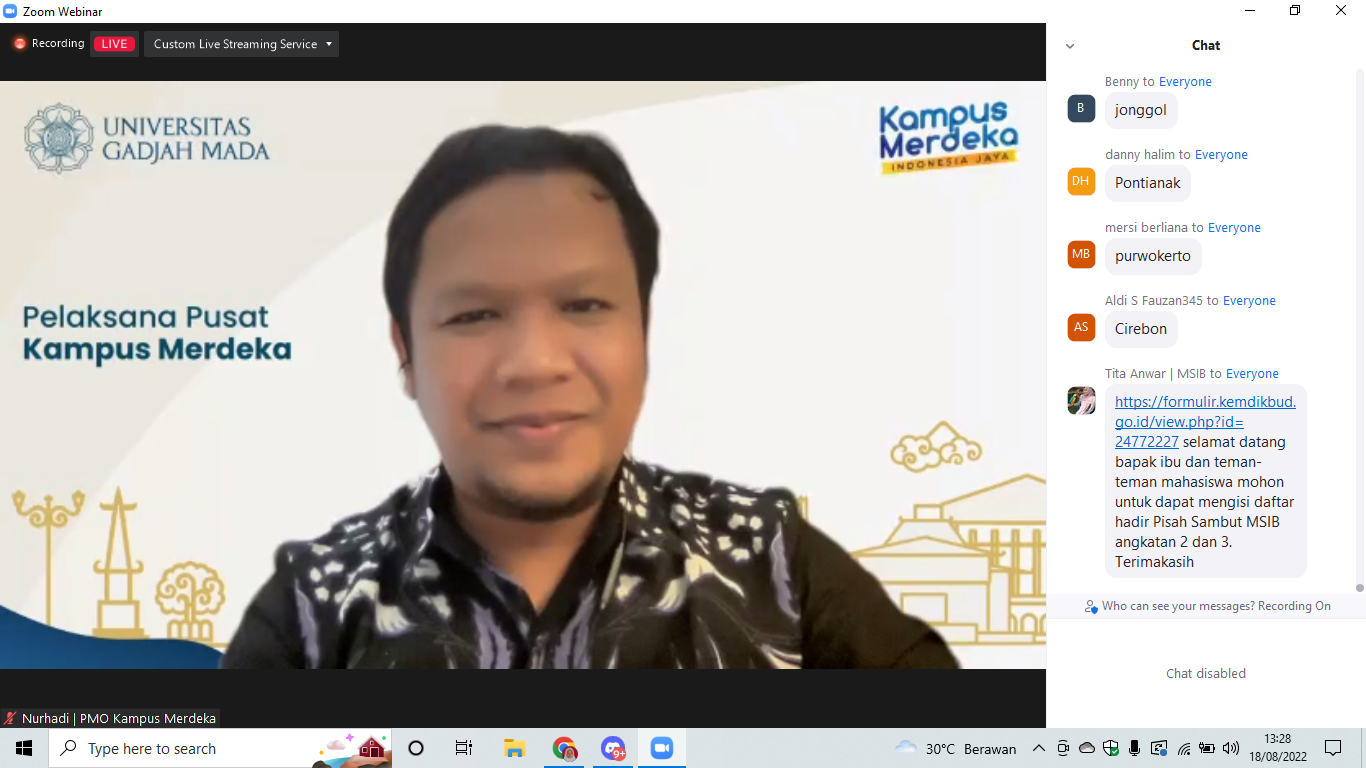 Zoom Webinar
Recording
LIVE
Custom Live Streaming Service
UNIVERSITAS
GADJAH MADA
Kampus
Merdeka
INDONESIA JAYA
Pelaksana Pusat
Kampus Merdeka
Nurhadi | PMO Kampus Merdeka
Chat
Benny to Everyone
B
jonggol
danny halim to Everyone
DH
Pontianak
mersi berliana to Everyone
MB
purwokerto
Aldi S Fauzan345 to Everyone
AS
Cirebon
Tita Anwar | MSIB to Everyone
https://formulir.kemdikbud.
go.id/view.php?id=
24772227 selamat datang
bapak ibu dan teman-
teman mahasiswa mohon
untuk dapat mengisi daftar
hadir Pisah Sambut MSIB
angkatan 2 dan 3.
Terimakasih
Who can see your messages? Recording On
Chat disabled
Type here to search
9+
30°C Berawan
13:28
18/08/2022